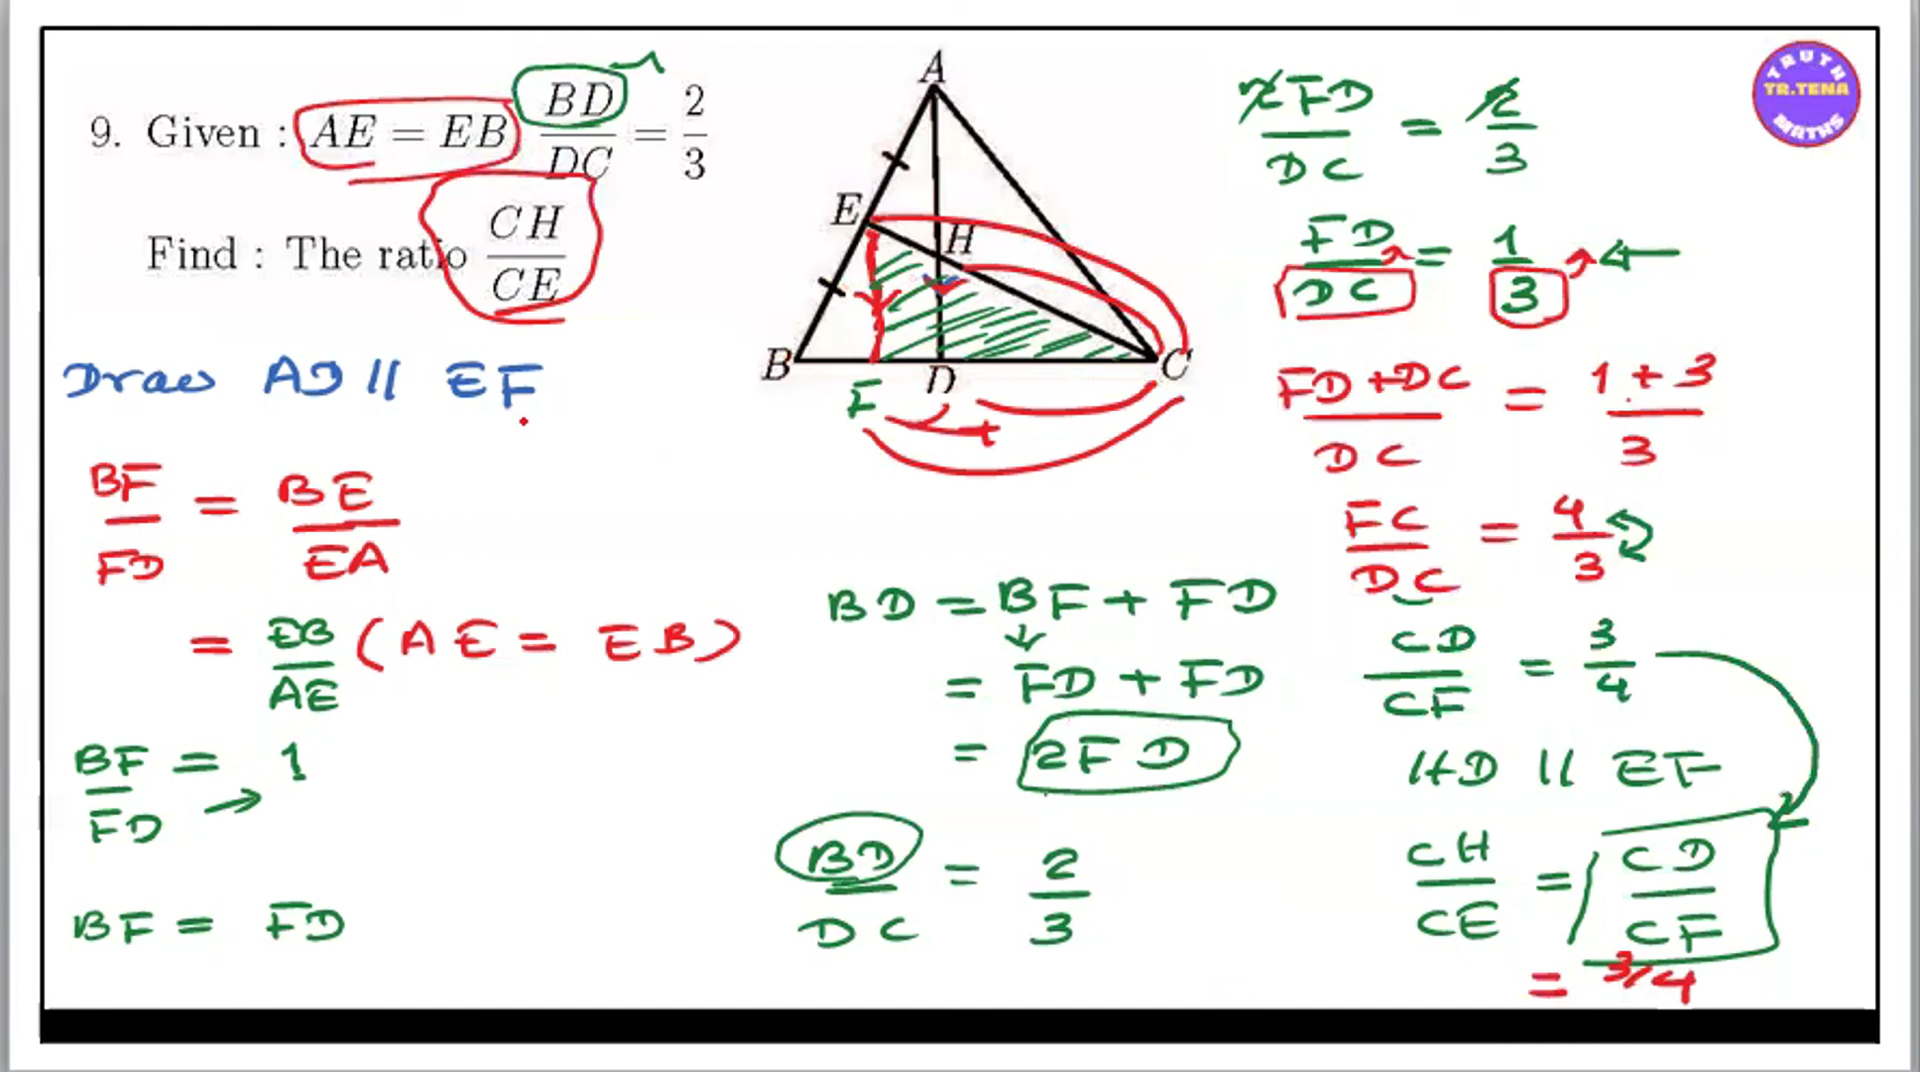 9. Given : AE = EB BD/DC = 2/3
Find : The ratio CH/CE
Draw AD // EF
BF/FD = BE/EA
= EB/AE (AE = EB)
BF/FD = 1
BF = FD
A
E
H
B
F
D
C
BD = BF + FD
= FD + FD
= 2FD
BD/DC = 2/3
2FD/DC = 2/3
FD/DC = 1/3
FD+DC/DC = 1+3/3
FC/DC = 4/3
CD/CF = 3/4
HD // EF
CH/CE = CD/CF
= 3/4
TRUTH
TR.TENA
MATHS